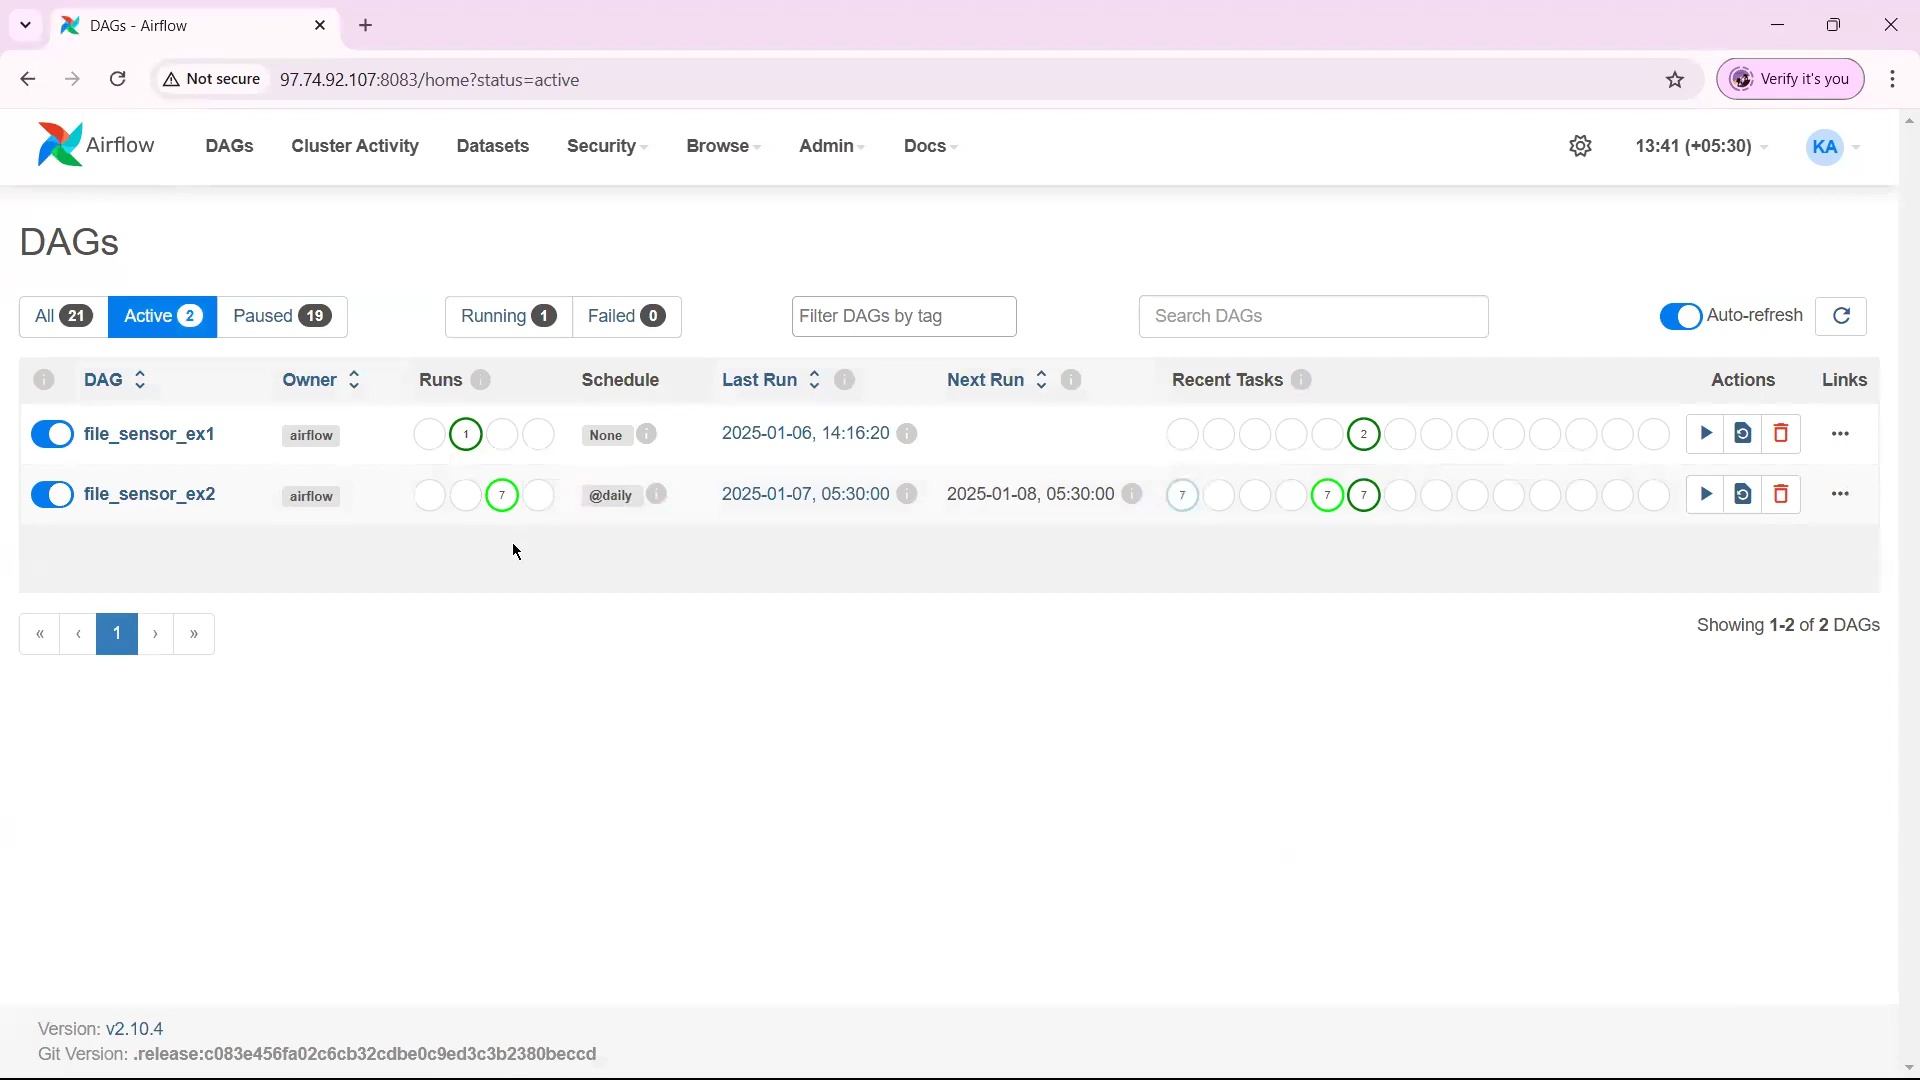 DAGs - Airflow
Not secure 97.74.92.107:8083/home?status=active Verify it's you
Airflow DAGs Cluster Activity Datasets Security Browse Admin Docs 13:41 (+05:30) KA
DAGs
All 21 Active 2 Paused 19 Running 1 Failed 0 Filter DAGs by tag Search DAGs Auto-refresh
DAG Owner Runs Schedule Last Run Next Run Recent Tasks Actions Links
file_sensor_ex1 airflow 1 None 2025-01-06, 14:16:20 2
file_sensor_ex2 airflow 7 @daily 2025-01-07, 05:30:00 2025-01-08, 05:30:00 7 7 7
« ‹ 1 › » Showing 1-2 of 2 DAGs
Version: v2.10.4
Git Version: .release:c083e456fa02c6cb32cdbe0c9ed3c3b2380beccd